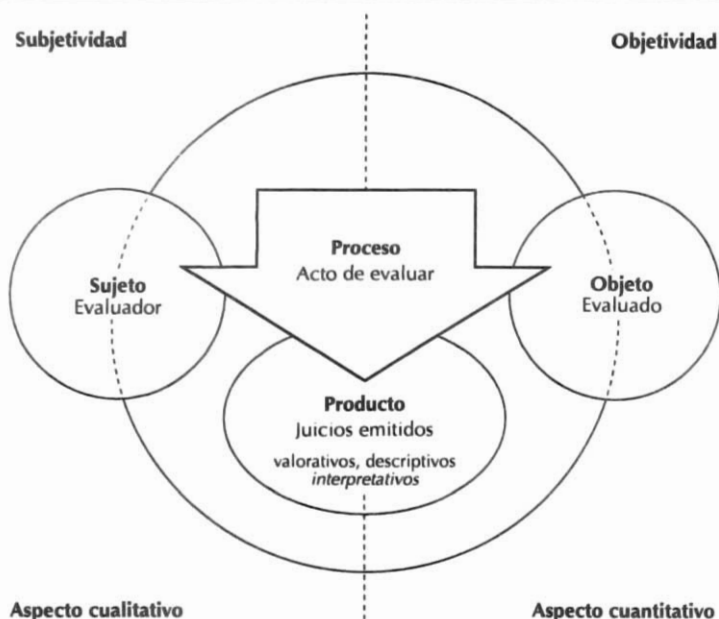 Subjetividad
Objetividad
Proceso
Acto de evaluar
Sujeto
Evaluador
Objeto
Evaluado
Producto
Juicios emitidos
valorativos, descriptivos
interpretativos
Aspecto cualitativo
Aspecto cuantitativo